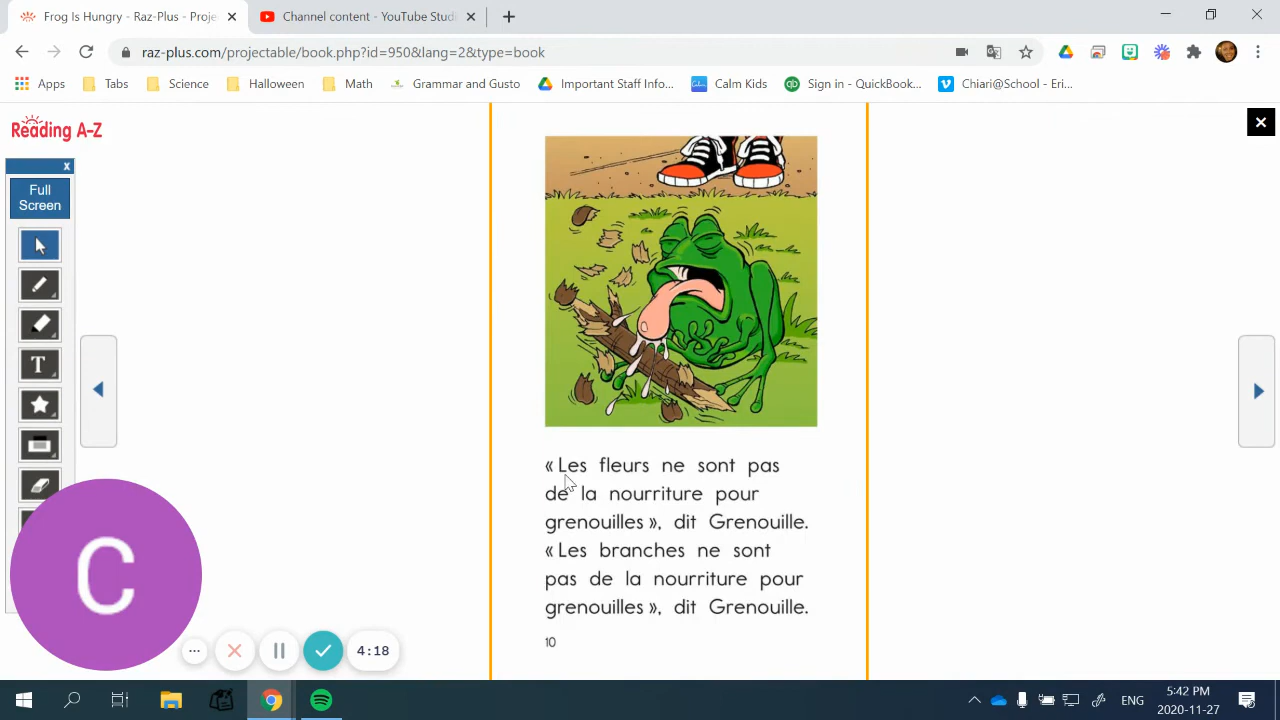 Frog Is Hungry - Raz-Plus - Proje
Channel content - YouTube Studi
raz-plus.com/projectable/book.php?id=950&lang=2&type=book
Apps Tabs Science Halloween Math Grammar and Gusto Important Staff Info... Calm Kids Sign in - QuickBook... Chiari@School - Eri...
Reading A-Z
x
Full
Screen
T
« Les fleurs ne sont pas
de la nourriture pour
grenouilles », dit Grenouille.
« Les branches ne sont
pas de la nourriture pour
grenouilles », dit Grenouille.
10
C
4:18
ENG
5:42 PM
2020-11-27